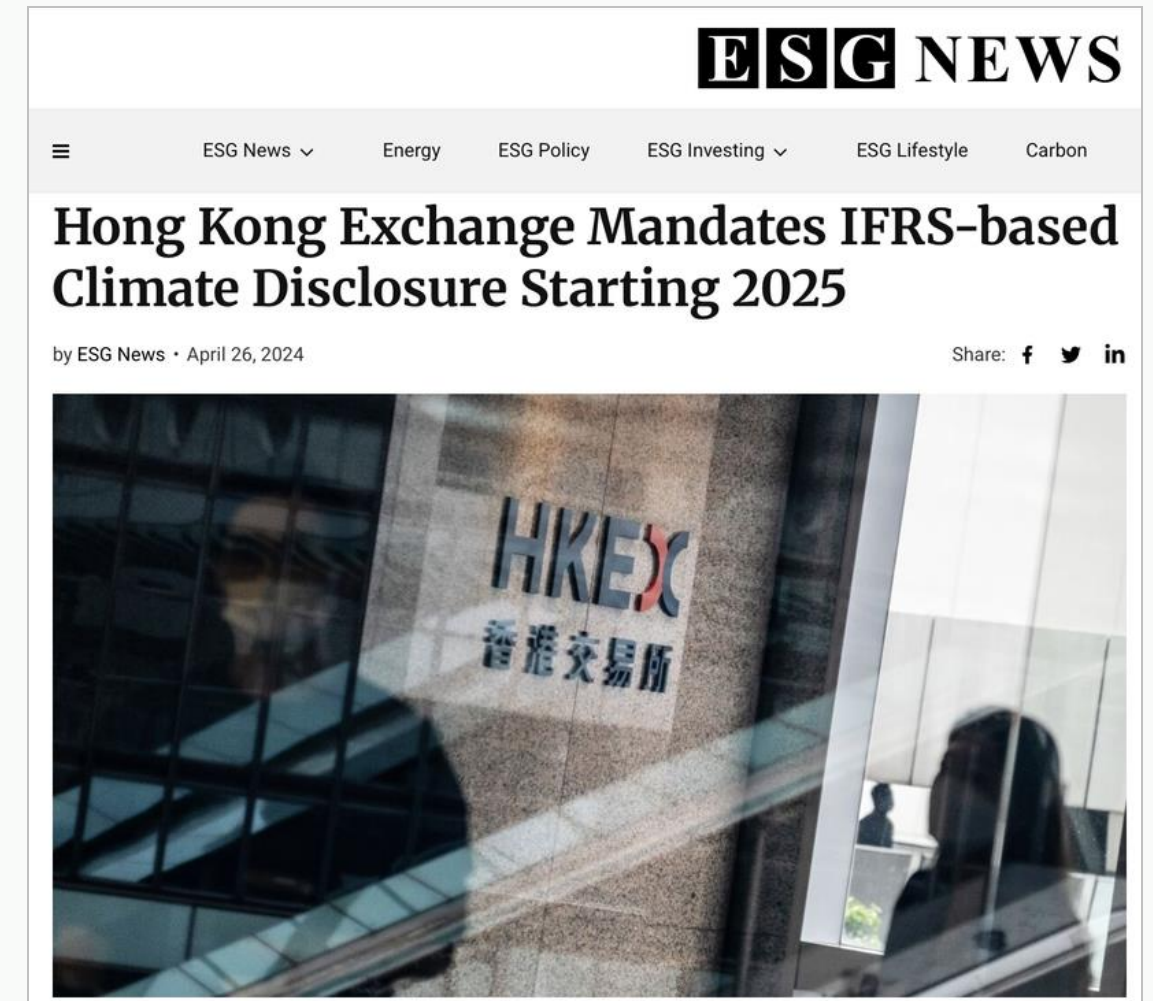 ESG NEWS
ESG News Energy ESG Policy ESG Investing ESG Lifestyle Carbon
Hong Kong Exchange Mandates IFRS-based
Climate Disclosure Starting 2025
by ESG News • April 26, 2024 Share:
HKEX
香港交易所